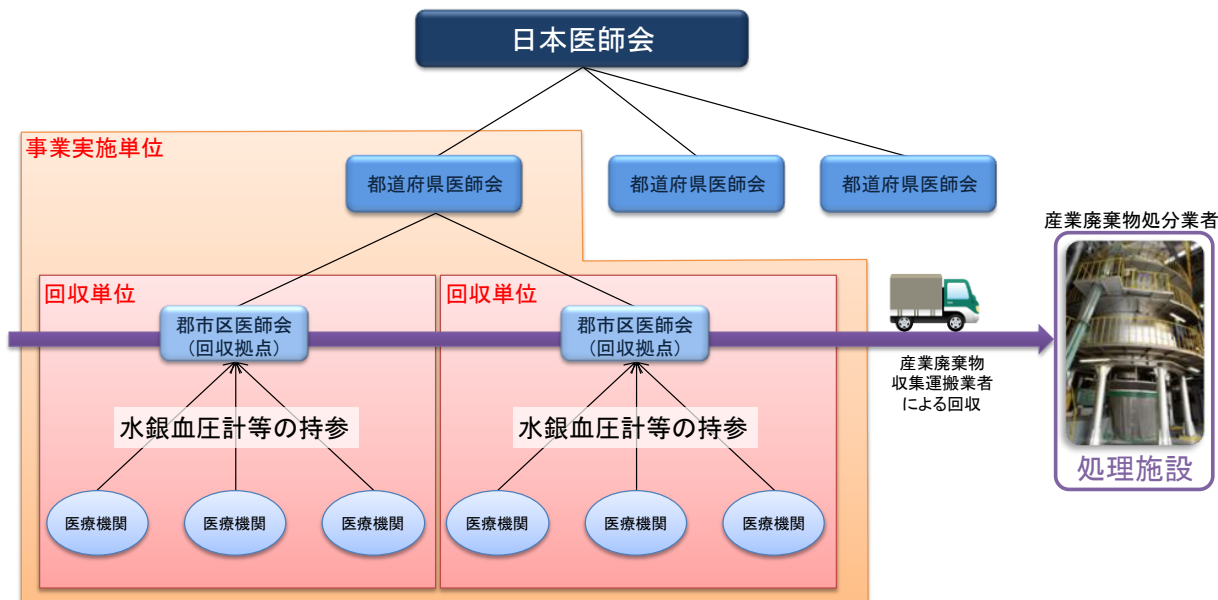 日本医師会
事業実施単位
都道府県医師会
都道府県医師会
都道府県医師会
産業廃棄物処分業者
回収単位
回収単位
郡市区医師会
（回収拠点）
郡市区医師会
（回収拠点）
産業廃棄物
収集運搬業者
による回収
水銀血圧計等の持参
水銀血圧計等の持参
処理施設
医療機関
医療機関
医療機関
医療機関
医療機関
医療機関